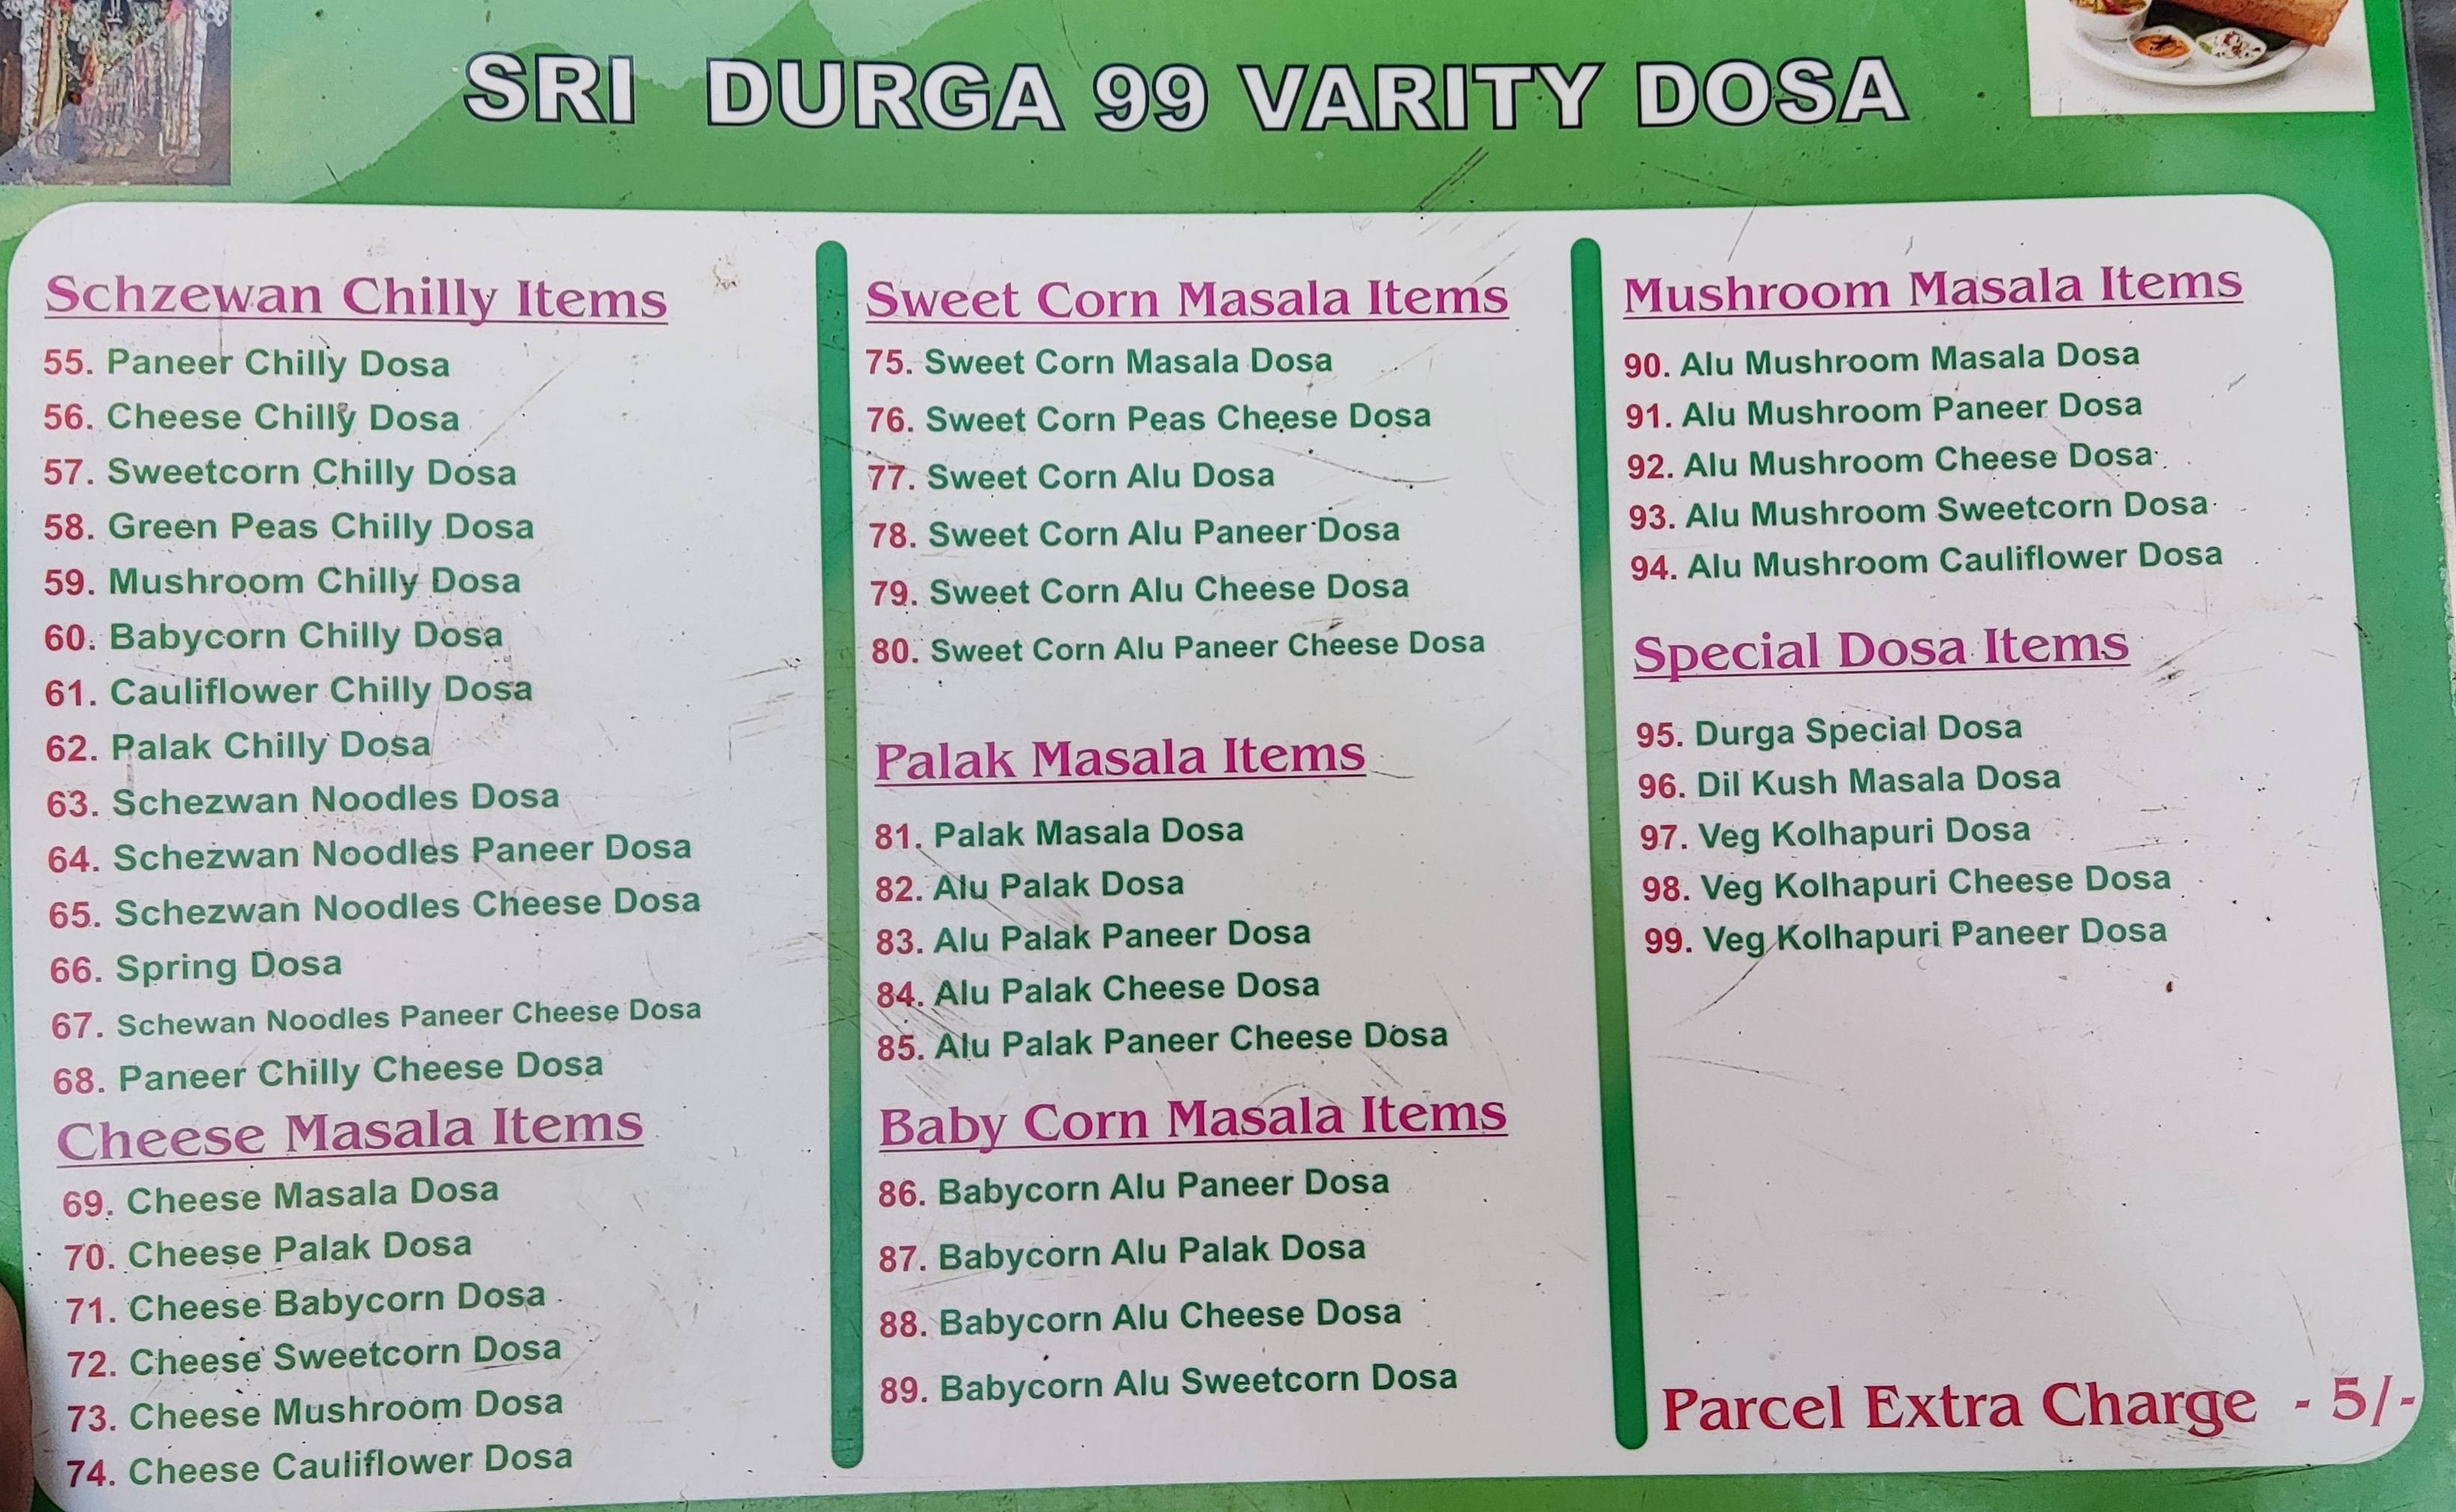 SRI DURGA 99 VARITY DOSA
Schzewan Chilly Items
55. Paneer Chilly Dosa
56. Cheese Chilly Dosa
57. Sweetcorn Chilly Dosa
58. Green Peas Chilly Dosa
59. Mushroom Chilly Dosa
60. Babycorn Chilly Dosa
61. Cauliflower Chilly Dosa
62. Palak Chilly Dosa
63. Schezwan Noodles Dosa
64. Schezwan Noodles Paneer Dosa
65. Schezwan Noodles Cheese Dosa
66. Spring Dosa
67. Schewan Noodles Paneer Cheese Dosa
68. Paneer Chilly Cheese Dosa
Cheese Masala Items
69. Cheese Masala Dosa
70. Cheese Palak Dosa
71. Cheese Babycorn Dosa
72. Cheese Sweetcorn Dosa
73. Cheese Mushroom Dosa
74. Cheese Cauliflower Dosa
Sweet Corn Masala Items
75. Sweet Corn Masala Dosa
76. Sweet Corn Peas Cheese Dosa
77. Sweet Corn Alu Dosa
78. Sweet Corn Alu Paneer Dosa
79. Sweet Corn Alu Cheese Dosa
80. Sweet Corn Alu Paneer Cheese Dosa
Palak Masala Items
81. Palak Masala Dosa
82. Alu Palak Dosa
83. Alu Palak Paneer Dosa
84. Alu Palak Cheese Dosa
85. Alu Palak Paneer Cheese Dosa
Baby Corn Masala Items
86. Babycorn Alu Paneer Dosa
87. Babycorn Alu Palak Dosa
88. Babycorn Alu Cheese Dosa
89. Babycorn Alu Sweetcorn Dosa
Mushroom Masala Items
90. Alu Mushroom Masala Dosa
91. Alu Mushroom Paneer Dosa
92. Alu Mushroom Cheese Dosa
93. Alu Mushroom Sweetcorn Dosa
94. Alu Mushroom Cauliflower Dosa
Special Dosa Items
95. Durga Special Dosa
96. Dil Kush Masala Dosa
97. Veg Kolhapuri Dosa
98. Veg Kolhapuri Cheese Dosa
99. Veg Kolhapuri Paneer Dosa
Parcel Extra Charge - 5/-